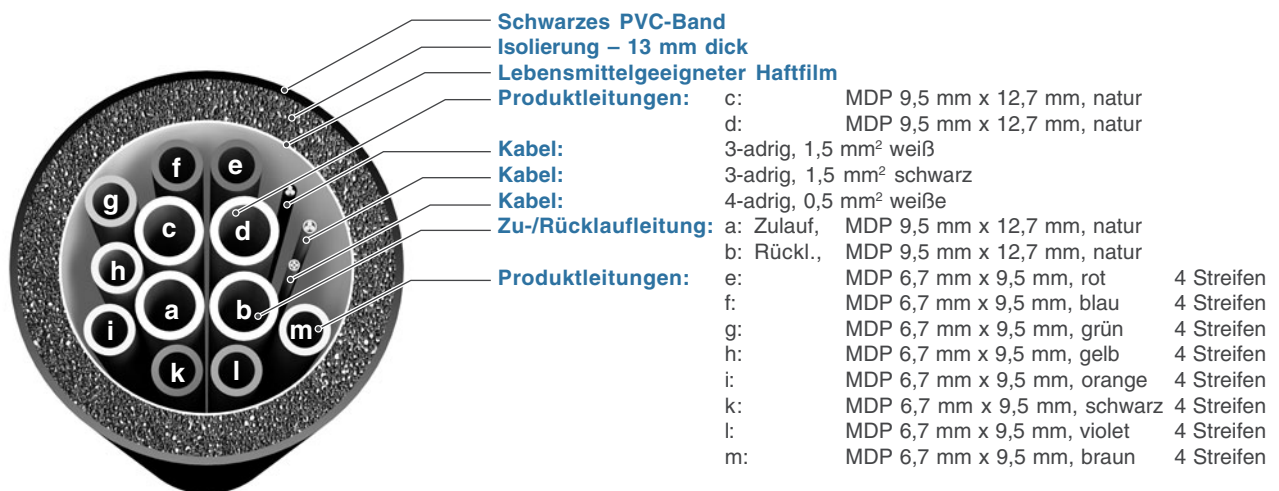 Schwarzes PVC-Band
Isolierung – 13 mm dick
Lebensmittelgeeigneter Haftfilm
Produktleitungen: c: MDP 9,5 mm x 12,7 mm, natur
d: MDP 9,5 mm x 12,7 mm, natur
Kabel: 3-adrig, 1,5 mm² weiß
Kabel: 3-adrig, 1,5 mm² schwarz
Kabel: 4-adrig, 0,5 mm² weiße
Zu-/Rücklaufleitung: a: Zulauf, MDP 9,5 mm x 12,7 mm, natur
b: Rückl., MDP 9,5 mm x 12,7 mm, natur
Produktleitungen: e: MDP 6,7 mm x 9,5 mm, rot 4 Streifen
f: MDP 6,7 mm x 9,5 mm, blau 4 Streifen
g: MDP 6,7 mm x 9,5 mm, grün 4 Streifen
h: MDP 6,7 mm x 9,5 mm, gelb 4 Streifen
i: MDP 6,7 mm x 9,5 mm, orange 4 Streifen
k: MDP 6,7 mm x 9,5 mm, schwarz 4 Streifen
l: MDP 6,7 mm x 9,5 mm, violet 4 Streifen
m: MDP 6,7 mm x 9,5 mm, braun 4 Streifen
f e
g
c d
h
a b
i m
k l